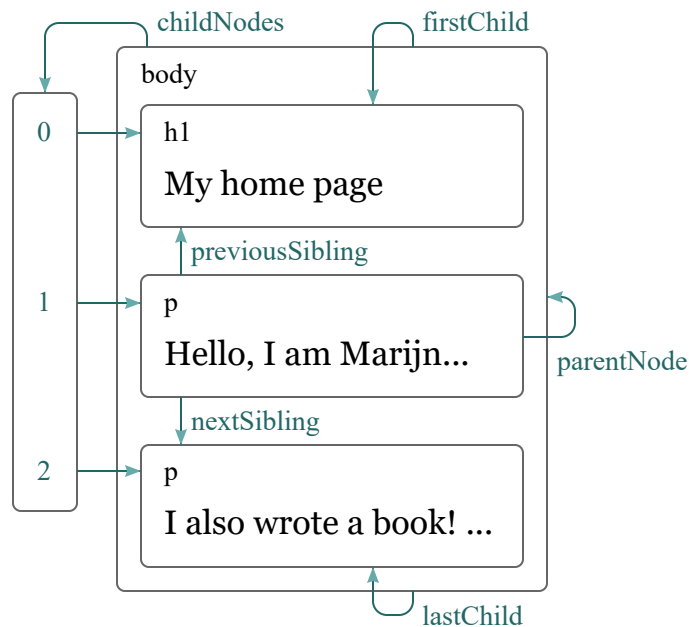 childNodes
firstChild
body
0
h1
My home page
previousSibling
1
p
Hello, I am Marijn...
parentNode
nextSibling
2
p
I also wrote a book! ...
lastChild